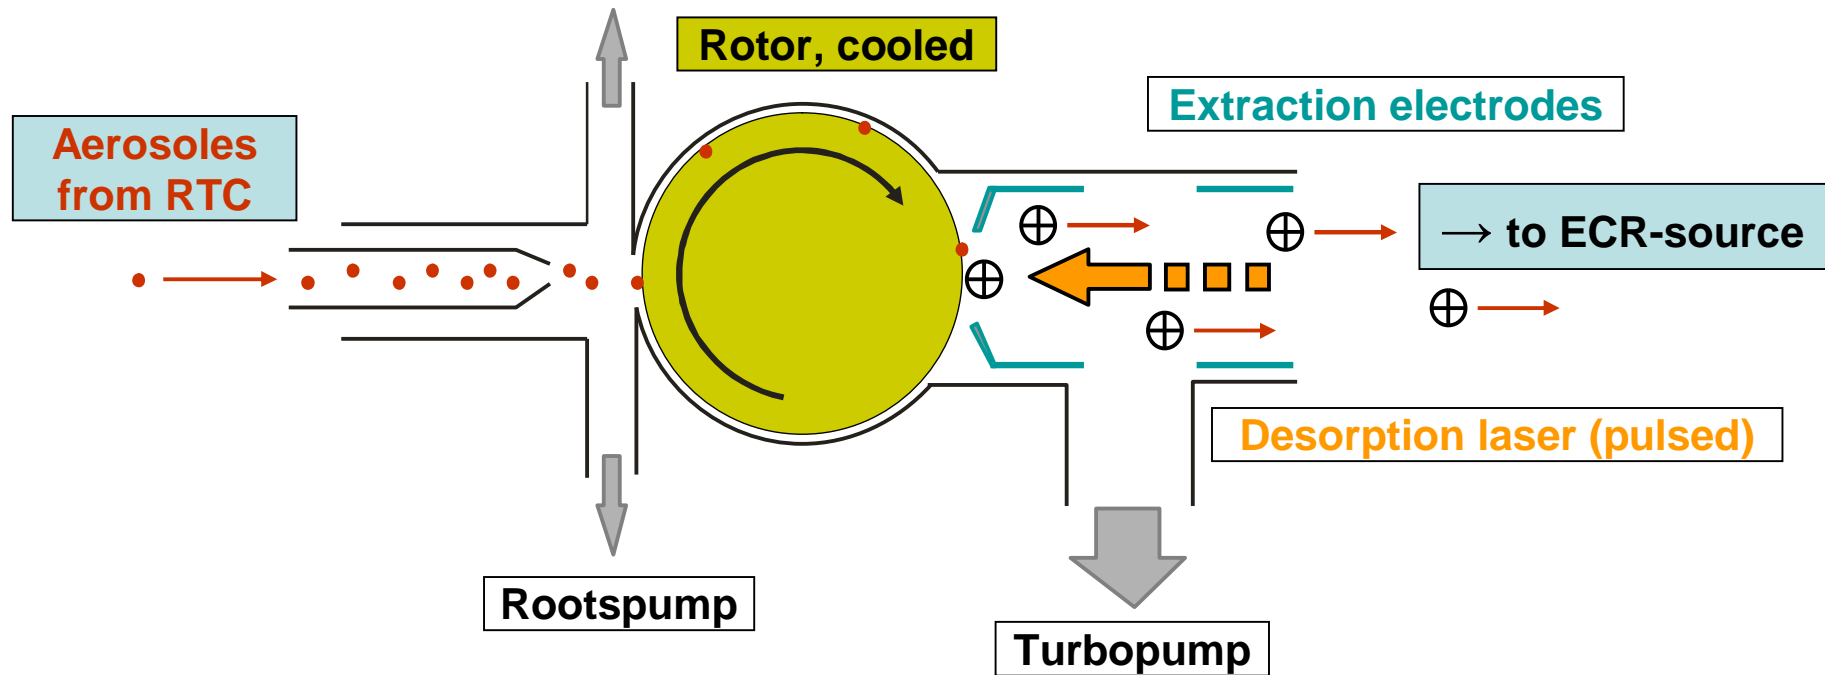 Rotor, cooled
Extraction electrodes
Aerosoles
from RTC
→ to ECR-source
Desorption laser (pulsed)
Rootspump
Turbopump